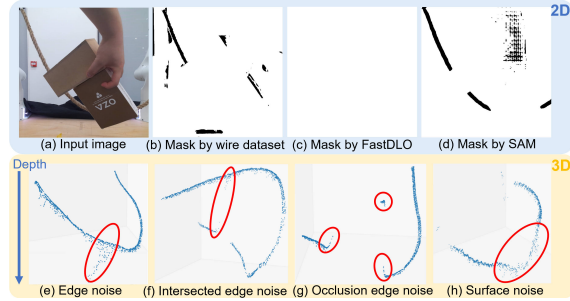 2D
OZΛ
(a) Input image
(b) Mask by wire dataset
(c) Mask by FastDLO
(d) Mask by SAM
Depth
3D
(e) Edge noise
(f) Intersected edge noise
(g) Occlusion edge noise
(h) Surface noise